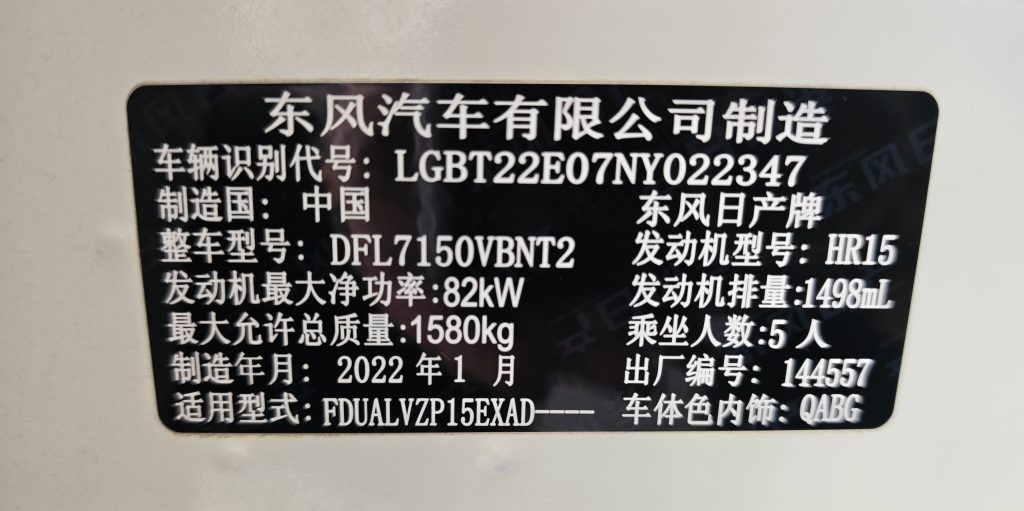 东风汽车有限公司制造
车辆识别代号: LGBT22E07NY022347
制造国: 中国 东风日产牌
整车型号: DFL7150VBNT2 发动机型号: HR15
发动机最大净功率:82kW 发动机排量:1498mL
最大允许总质量:1580kg 乘坐人数:5 人
制造年月: 2022 年 1 月 出厂编号: 144557
适用型式: FDUALVZP15EXAD---- 车体色内饰: QABG